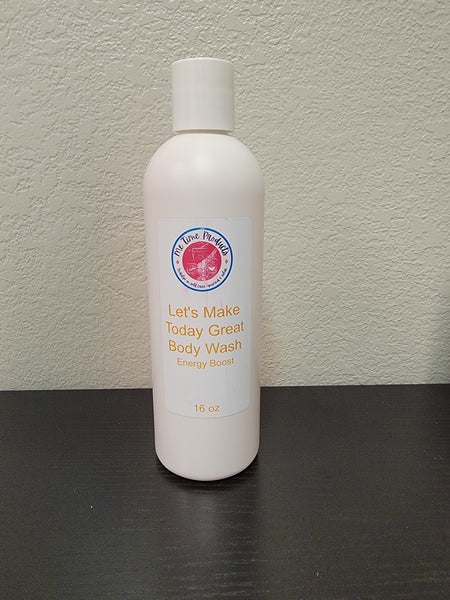 Me Time Products
Let's Make
Today Great
Body Wash
Energy Boost
16 oz